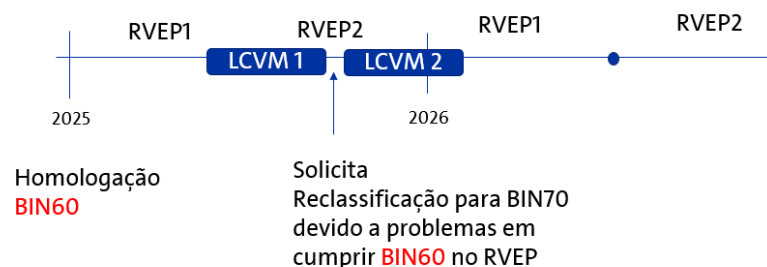 RVEP1 RVEP2 RVEP1 RVEP2
LCVM 1 LCVM 2
2025 2026
Homologação
BIN60
Solicita
Reclassificação para BIN70
devido a problemas em
cumprir BIN60 no RVEP